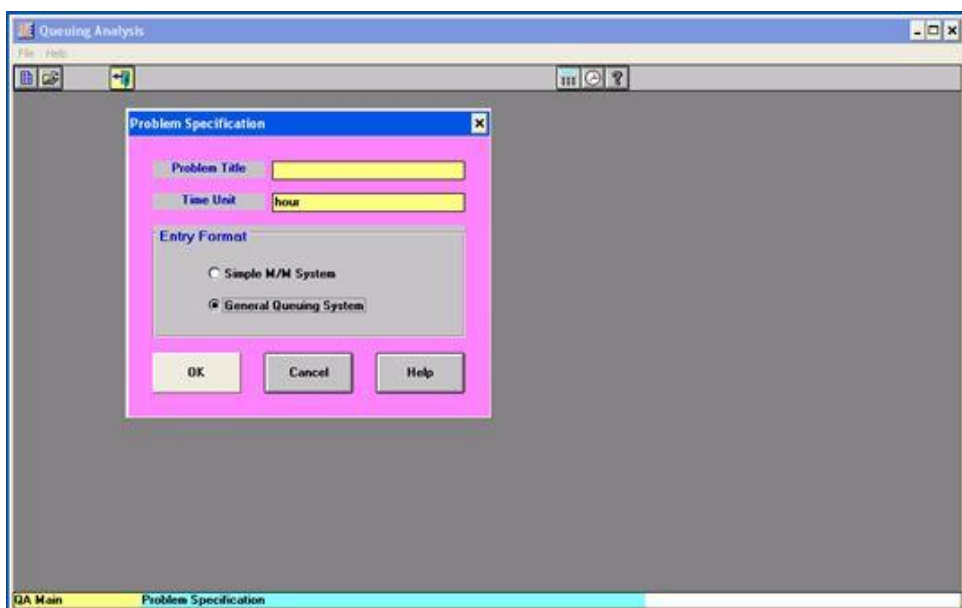 Queuing Analysis
File Help
Problem Specification
Problem Title
Time Unit hour
Entry Format
Simple M/M System
General Queuing System
OK Cancel Help
QA Main Problem Specification